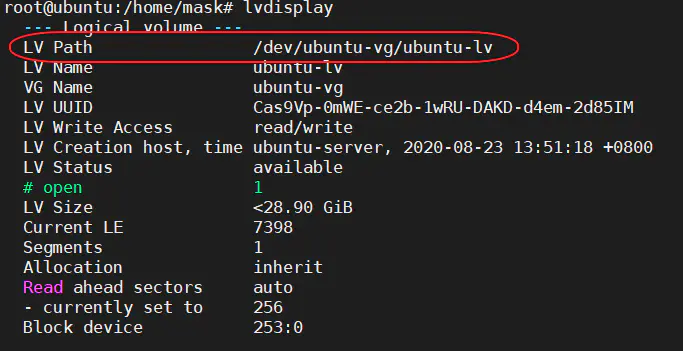 root@ubuntu:/home/mask# lvdisplay
--- Logical volume ---
LV Path                /dev/ubuntu-vg/ubuntu-lv
LV Name                ubuntu-lv
VG Name                ubuntu-vg
LV UUID                Cas9Vp-0mWE-ce2b-1wRU-DAKD-d4em-2d85IM
LV Write Access        read/write
LV Creation host, time ubuntu-server, 2020-08-23 13:51:18 +0800
LV Status              available
# open                 1
LV Size                <28.90 GiB
Current LE             7398
Segments               1
Allocation             inherit
Read ahead sectors     auto
- currently set to     256
Block device           253:0